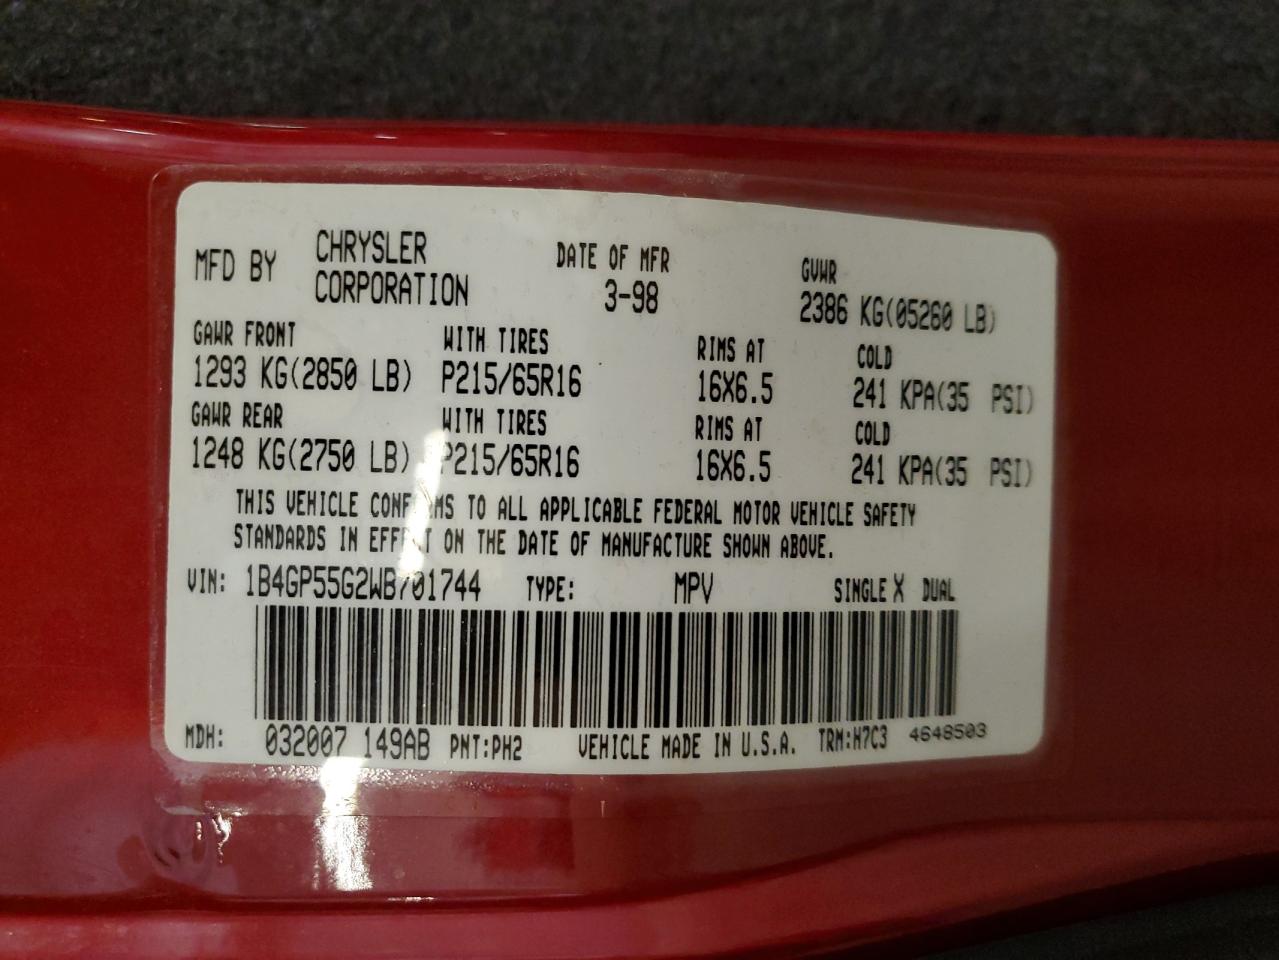 MFD BY CHRYSLER CORPORATION DATE OF MFR 3-98 GVWR 2386 KG(05260 LB)
GAWR FRONT WITH TIRES RIMS AT COLD
1293 KG(2850 LB) P215/65R16 16X6.5 241 KPA(35 PSI)
GAWR REAR WITH TIRES RIMS AT COLD
1248 KG(2750 LB) P215/65R16 16X6.5 241 KPA(35 PSI)
THIS VEHICLE CONFORMS TO ALL APPLICABLE FEDERAL MOTOR VEHICLE SAFETY
STANDARDS IN EFFECT ON THE DATE OF MANUFACTURE SHOWN ABOVE.
VIN: 1B4GP55G2WB701744 TYPE: MPV SINGLE X DUAL
MDH: 032007 149AB PNT:PH2 VEHICLE MADE IN U.S.A. TRM:H7C3 4648503